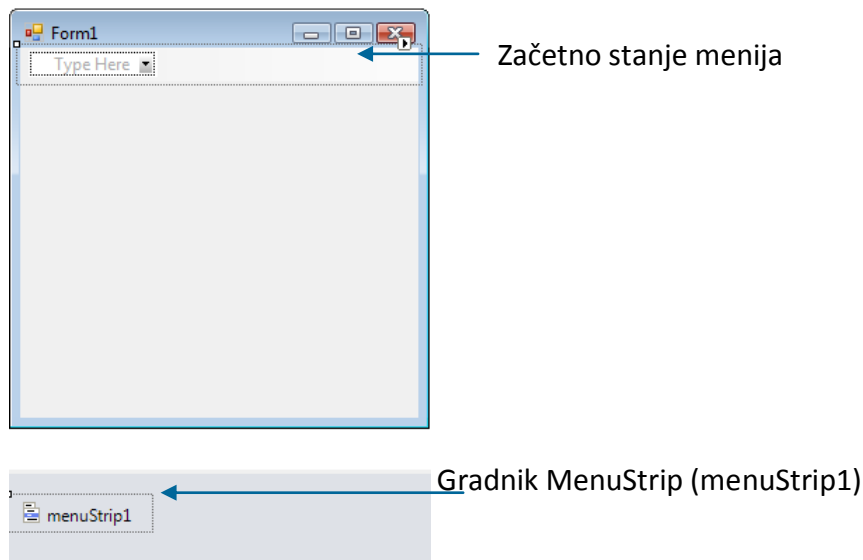 Form1
Type Here
Začetno stanje menija
Gradnik MenuStrip (menuStrip1)
menuStrip1